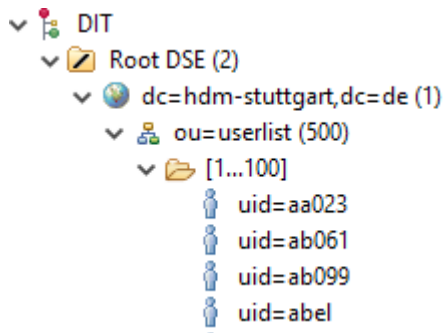 DIT
Root DSE (2)
dc=hdm-stuttgart,dc=de (1)
ou=userlist (500)
[1...100]
uid=aa023
uid=ab061
uid=ab099
uid=abel